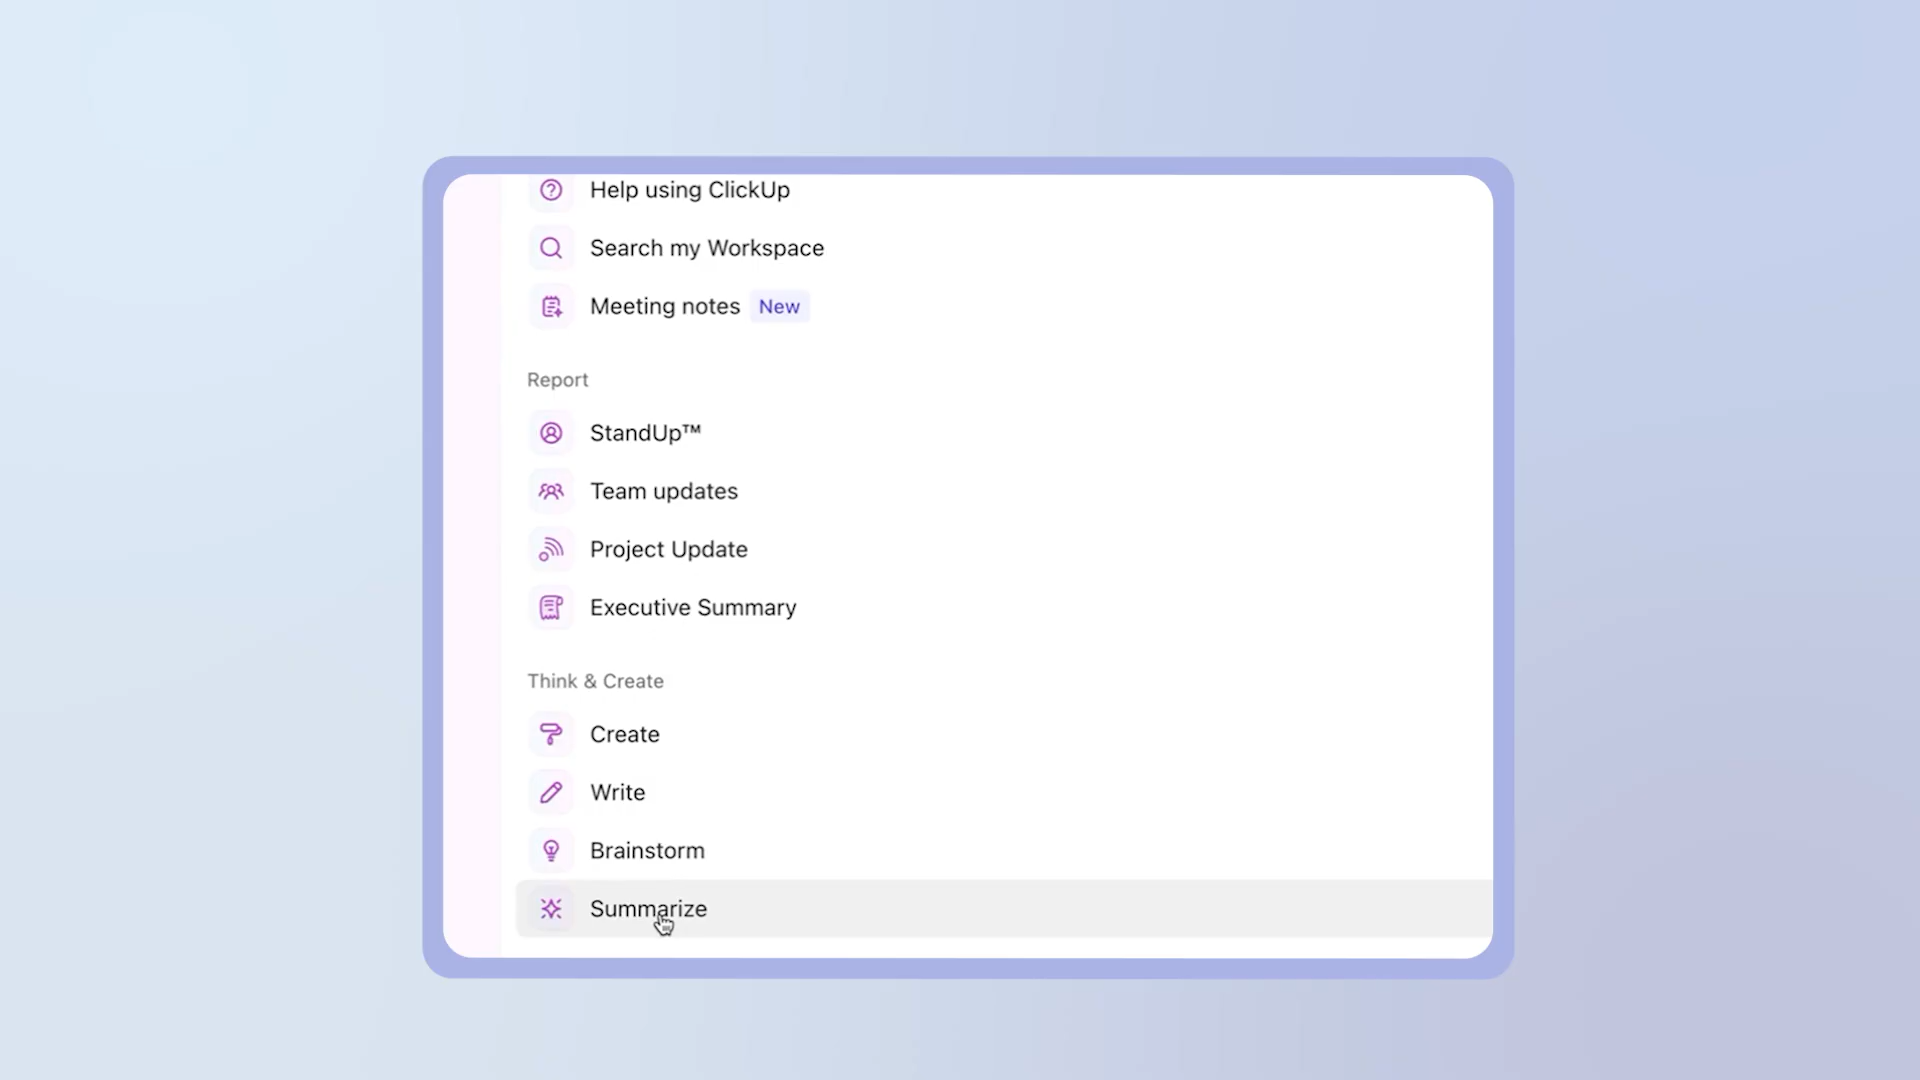 Help using ClickUp
Search my Workspace
Meeting notes New
Report
StandUp™
Team updates
Project Update
Executive Summary
Think & Create
Create
Write
Brainstorm
Summarize